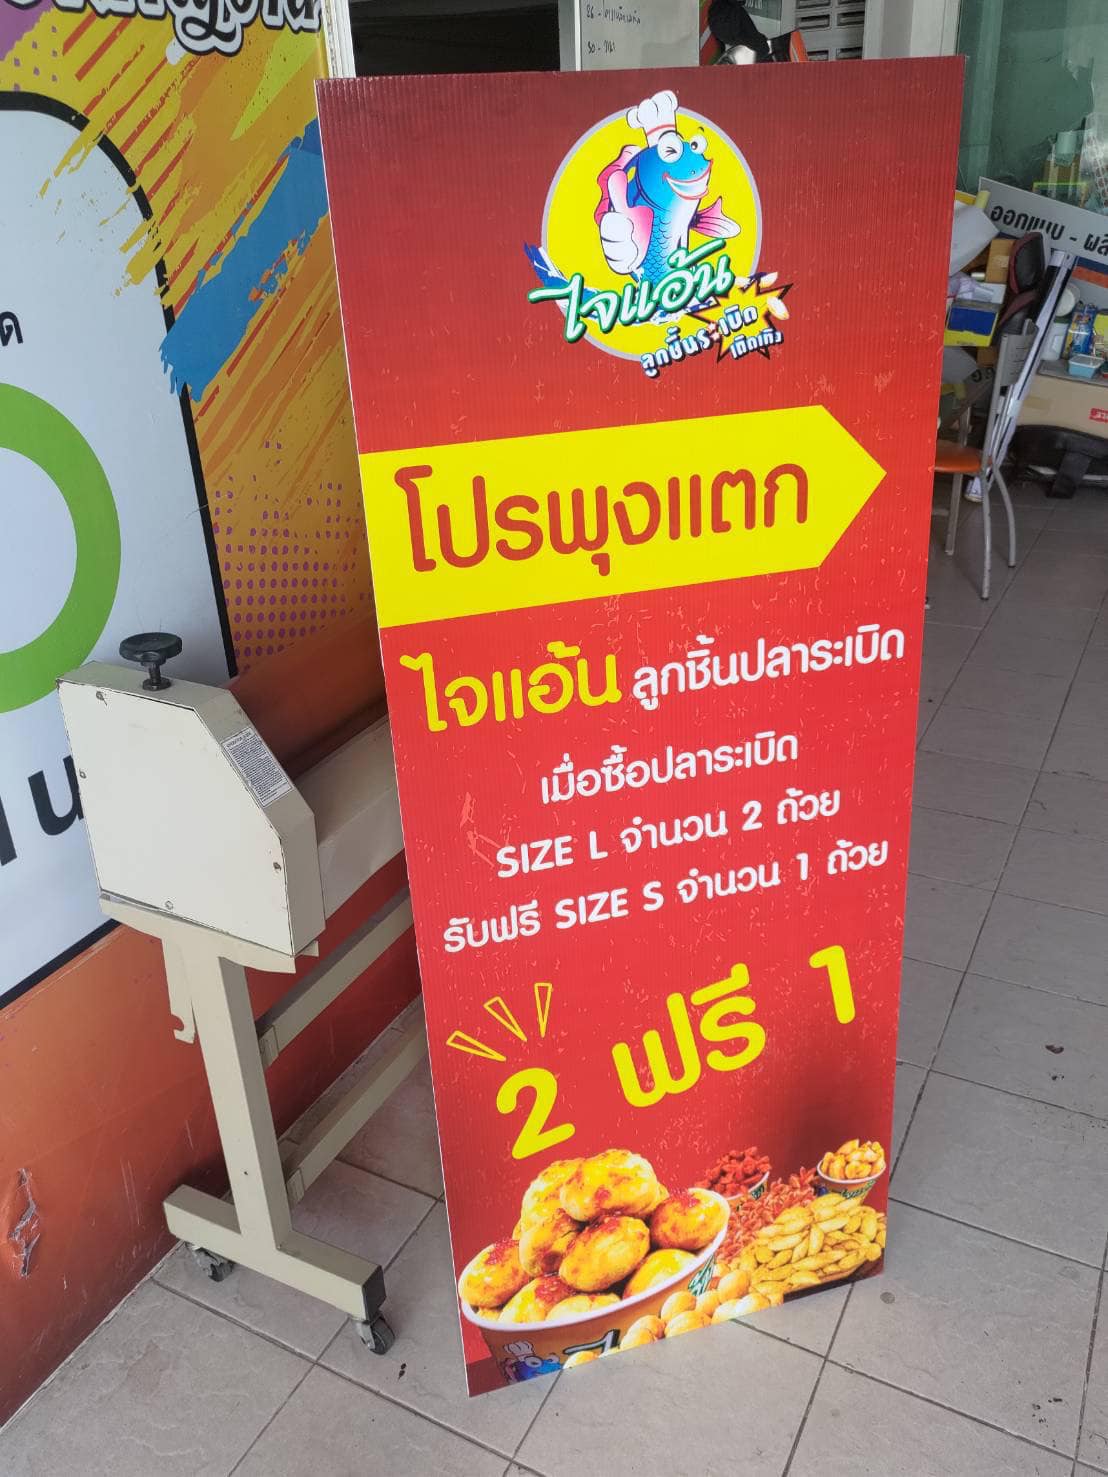 ไจแอ้น
ลูกชิ้นระเบิด
เถิดเทิง
โปรพุงแตก
ไจแอ้น ลูกชิ้นปลาระเบิด
เมื่อซื้อปลาระเบิด
SIZE L จำนวน 2 ถ้วย
รับฟรี SIZE S จำนวน 1 ถ้วย
2 ฟรี 1
ออกแบบ - ผลิ